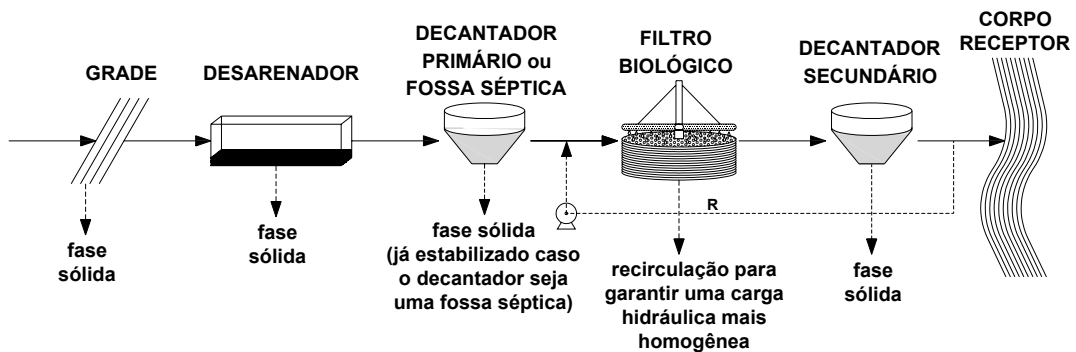 GRADE
DESARENADOR
DECANTADOR
PRIMÁRIO ou
FOSSA SÉPTICA
FILTRO
BIOLÓGICO
DECANTADOR
SECUNDÁRIO
CORPO
RECEPTOR
R
fase
sólida
fase
sólida
fase sólida
(já estabilizado caso
o decantador seja
uma fossa séptica)
recirculação para
garantir uma carga
hidráulica mais
homogênea
fase
sólida